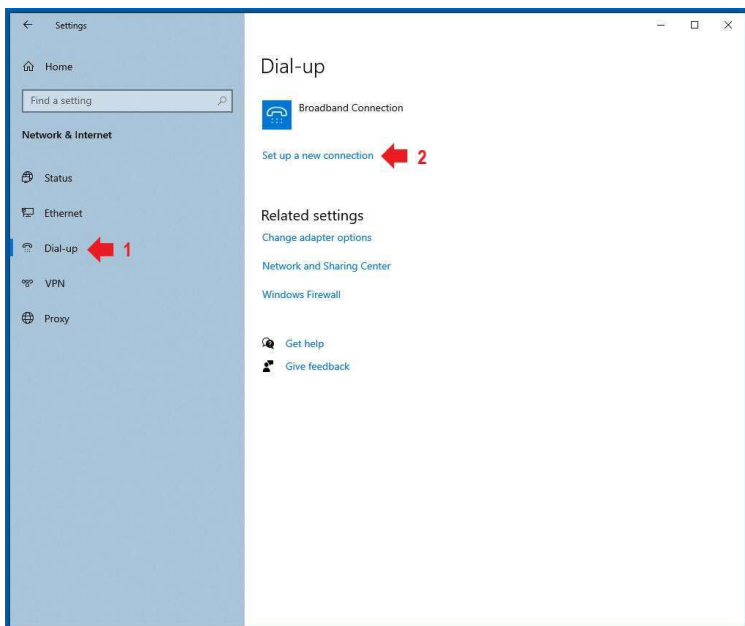 Settings
Home
Find a setting
Network & Internet
Status
Ethernet
Dial-up 1
VPN
Proxy
Dial-up
Broadband Connection
Set up a new connection 2
Related settings
Change adapter options
Network and Sharing Center
Windows Firewall
Get help
Give feedback